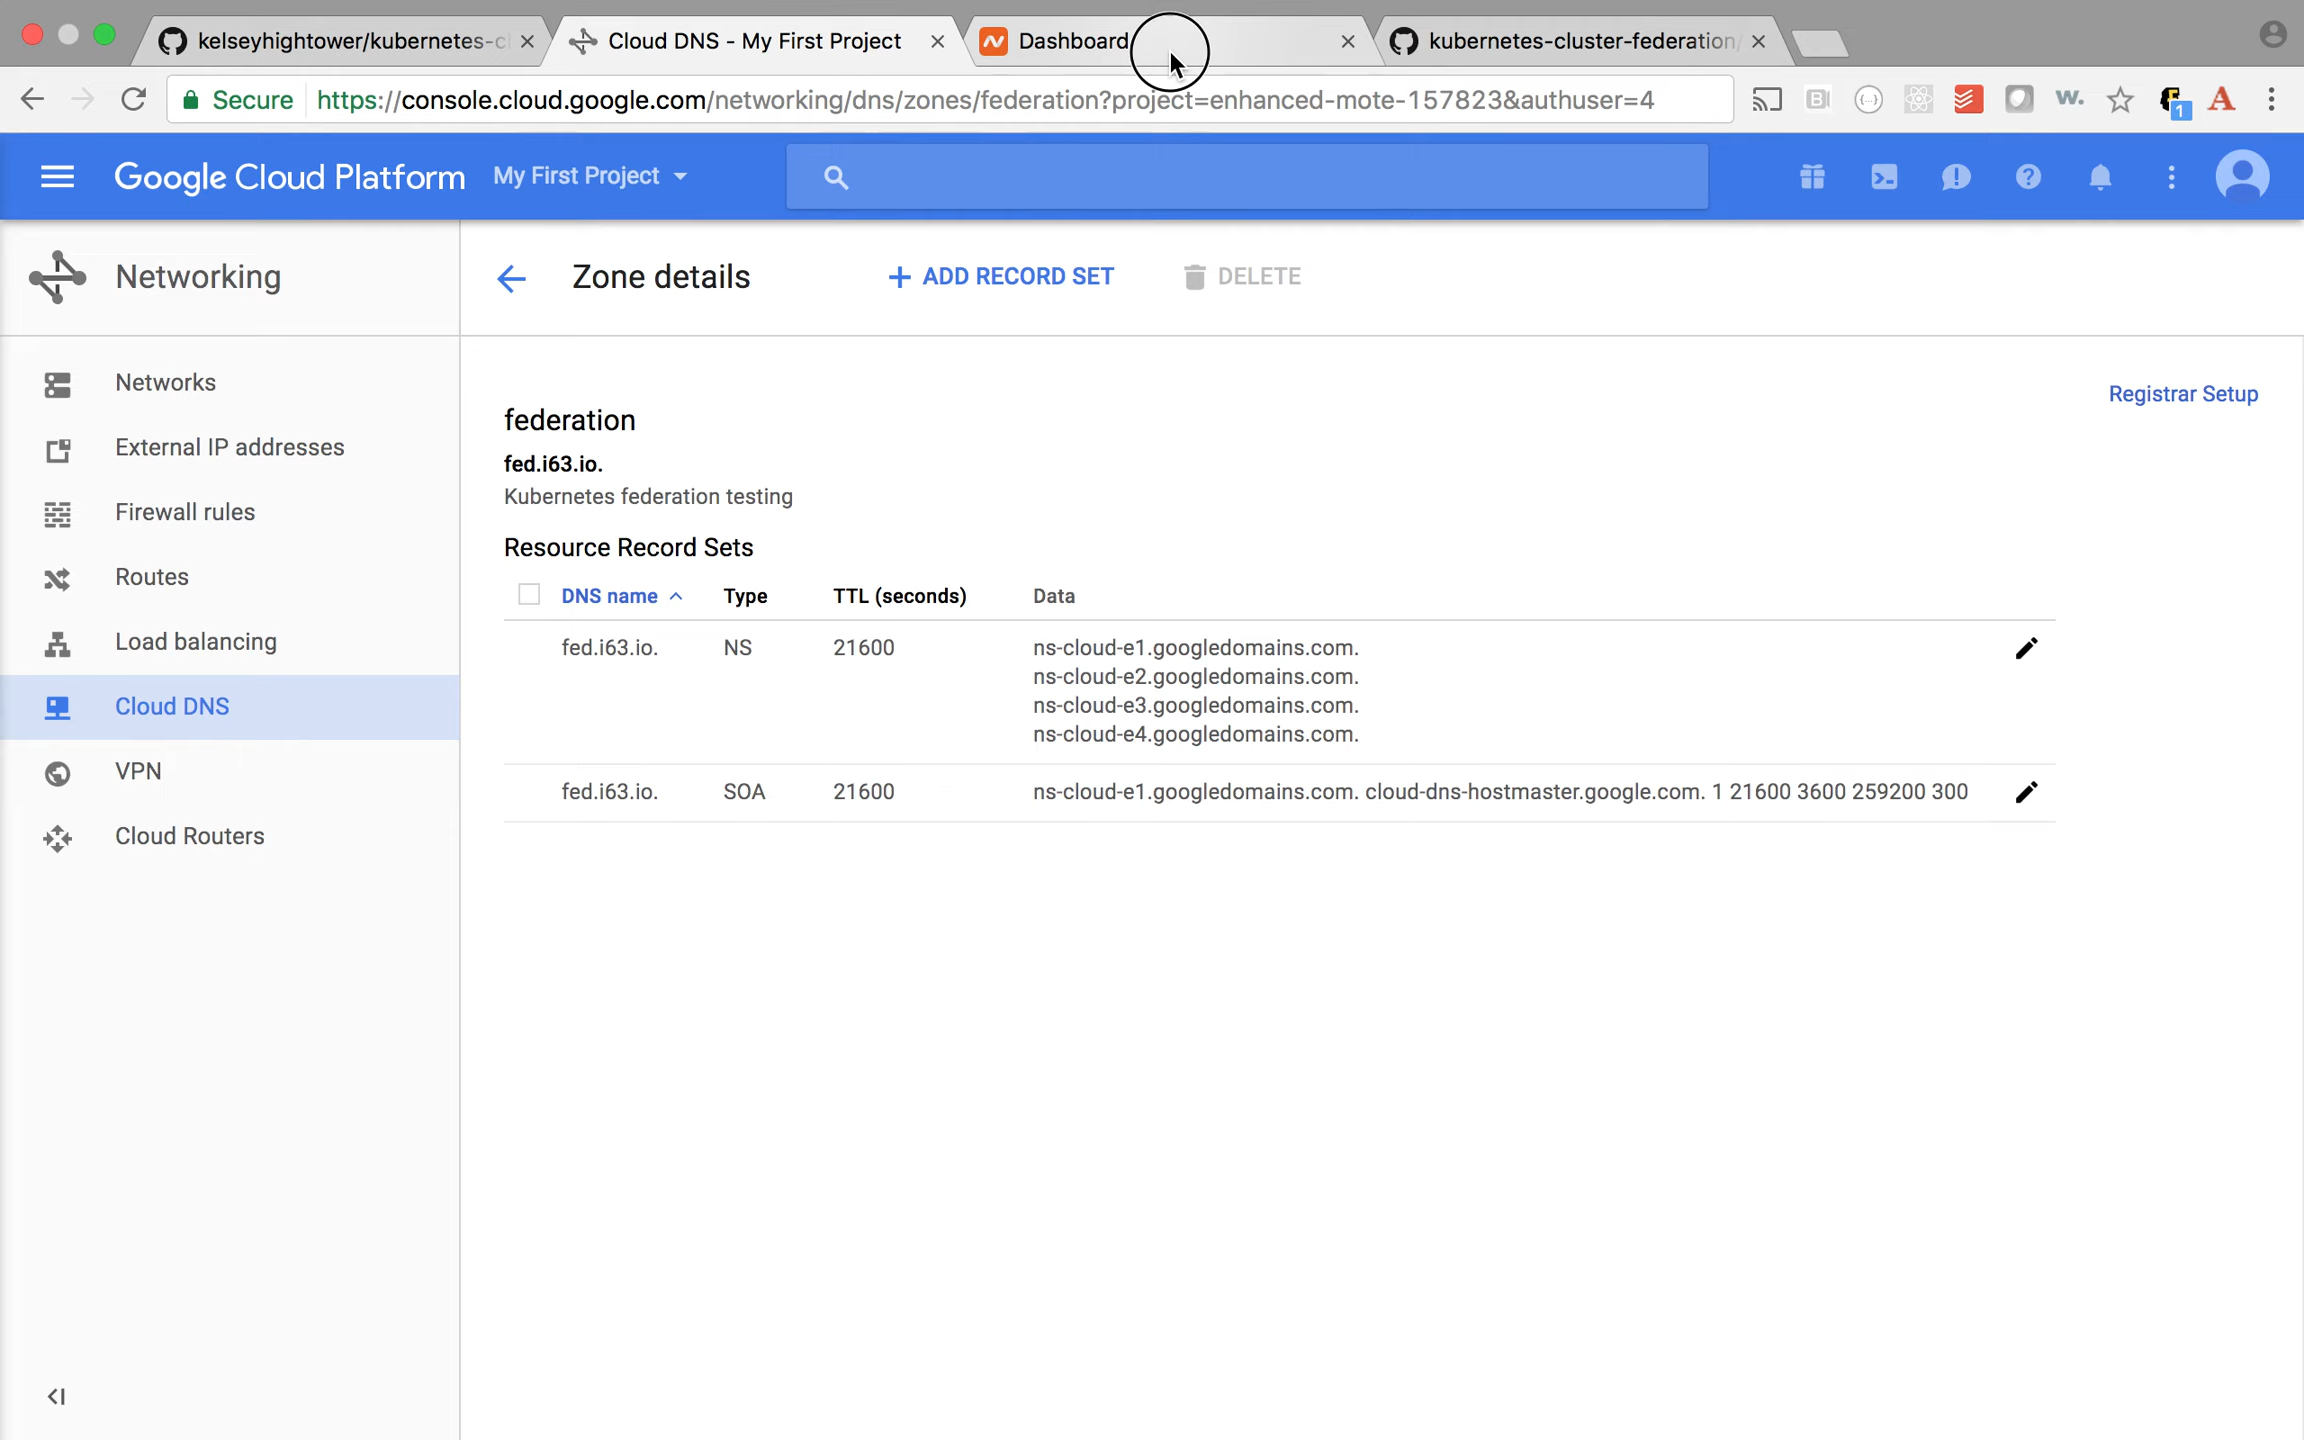 kelseyhightower/kubernetes-c
Cloud DNS - My First Project
Dashboard
kubernetes-cluster-federation/
Secure
https://console.cloud.google.com/networking/dns/zones/federation?project=enhanced-mote-157823&authuser=4
w.
1
A
Google Cloud Platform
My First Project
Networking
Zone details
+ ADD RECORD SET
DELETE
Networks
External IP addresses
Firewall rules
Routes
Load balancing
Cloud DNS
VPN
Cloud Routers
Registrar Setup
federation
fed.i63.io.
Kubernetes federation testing
Resource Record Sets
DNS name Type TTL (seconds) Data
fed.i63.io. NS 21600 ns-cloud-e1.googledomains.com.
ns-cloud-e2.googledomains.com.
ns-cloud-e3.googledomains.com.
ns-cloud-e4.googledomains.com.
fed.i63.io. SOA 21600 ns-cloud-e1.googledomains.com. cloud-dns-hostmaster.google.com. 1 21600 3600 259200 300